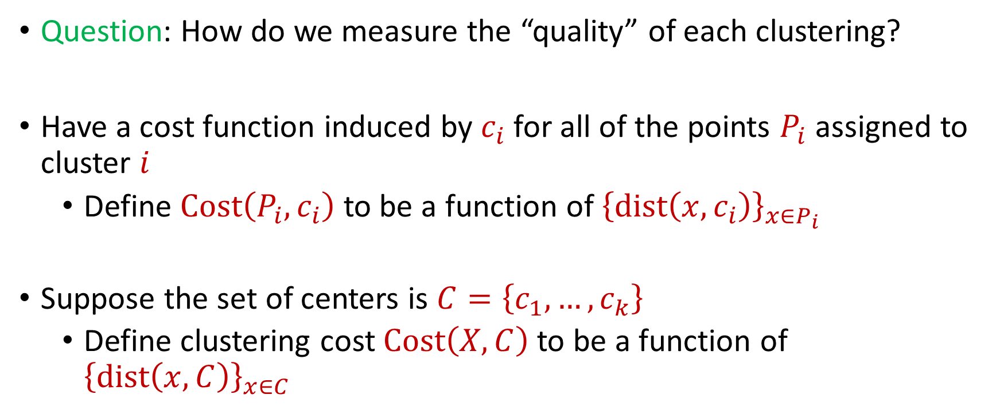 • Question: How do we measure the “quality” of each clustering?
• Have a cost function induced by $c_i$ for all of the points $P_i$ assigned to
cluster $i$
• Define $\mathrm{Cost}(P_i, c_i)$ to be a function of $\{\mathrm{dist}(x, c_i)\}_{x \in P_i}$
• Suppose the set of centers is $C = \{c_1, \ldots, c_k\}$
• Define clustering cost $\mathrm{Cost}(X, C)$ to be a function of
$\{\mathrm{dist}(x, C)\}_{x \in C}$